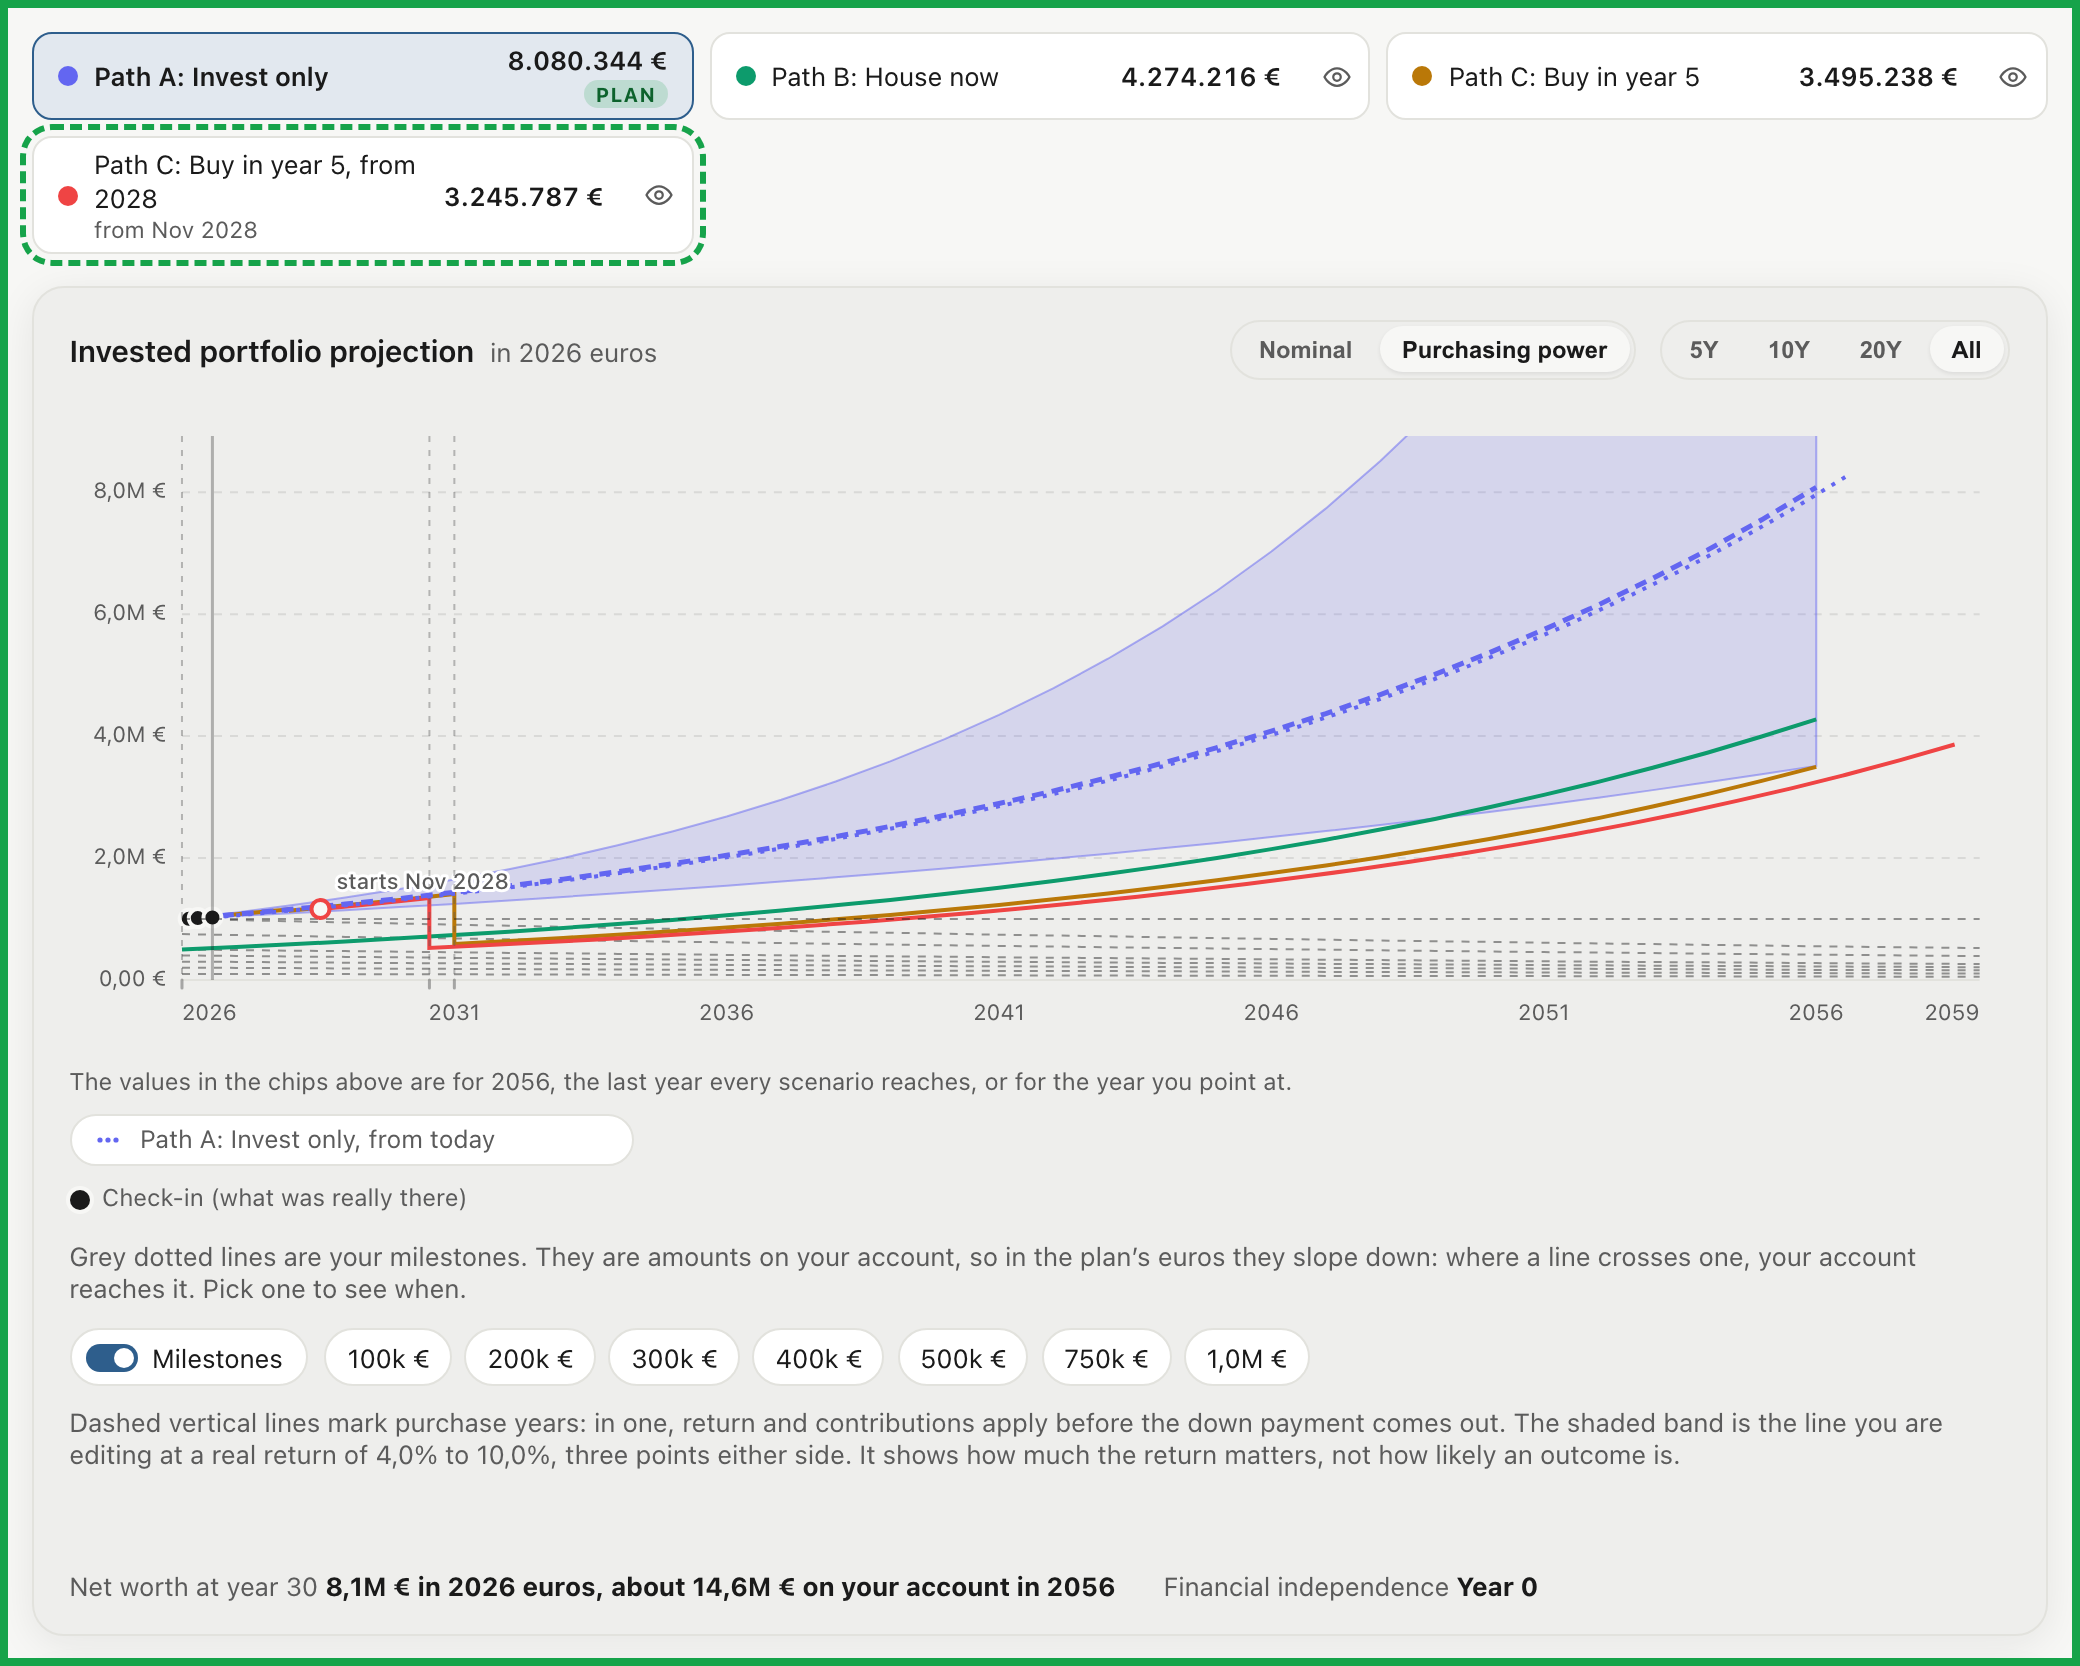 Path A: Invest only
8.080.344 €
PLAN
Path B: House now
4.274.216 €
Path C: Buy in year 5
3.495.238 €
Path C: Buy in year 5, from
2028
from Nov 2028
3.245.787 €
Invested portfolio projection in 2026 euros
Nominal
Purchasing power
5Y
10Y
20Y
All
8,0M €
6,0M €
4,0M €
2,0M €
0,00 €
starts Nov 2028
2026
2031
2036
2041
2046
2051
2056
2059
The values in the chips above are for 2056, the last year every scenario reaches, or for the year you point at.
Path A: Invest only, from today
Check-in (what was really there)
Grey dotted lines are your milestones. They are amounts on your account, so in the plan’s euros they slope down: where a line crosses one, your account
reaches it. Pick one to see when.
Milestones
100k €
200k €
300k €
400k €
500k €
750k €
1,0M €
Dashed vertical lines mark purchase years: in one, return and contributions apply before the down payment comes out. The shaded band is the line you are
editing at a real return of 4,0% to 10,0%, three points either side. It shows how much the return matters, not how likely an outcome is.
Net worth at year 30 8,1M € in 2026 euros, about 14,6M € on your account in 2056
Financial independence Year 0